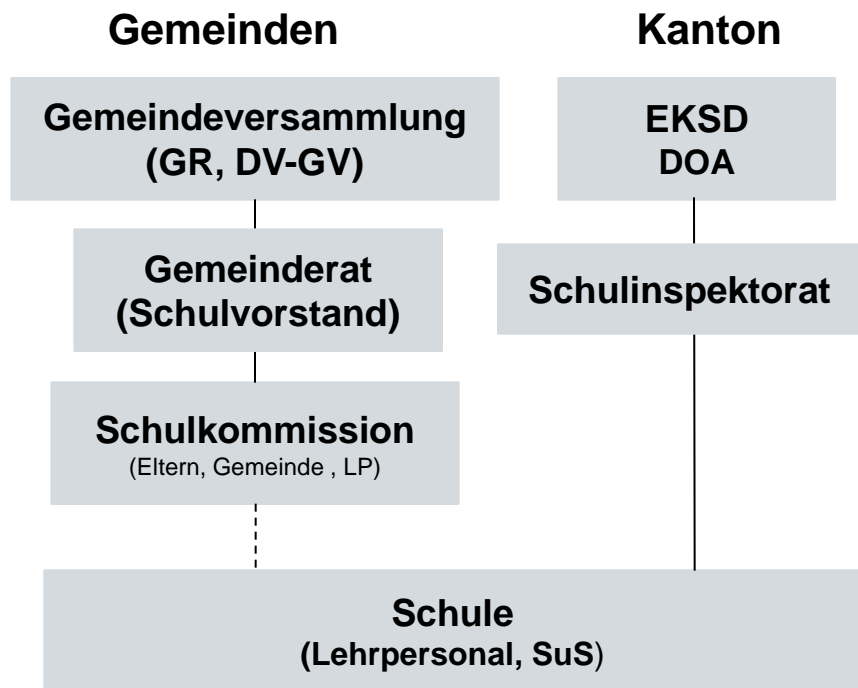 Gemeinden
Kanton
Gemeindeversammlung
(GR, DV-GV)
EKSD
DOA
Gemeinderat
(Schulvorstand)
Schulinspektorat
Schulkommission
(Eltern, Gemeinde , LP)
Schule
(Lehrpersonal, SuS)